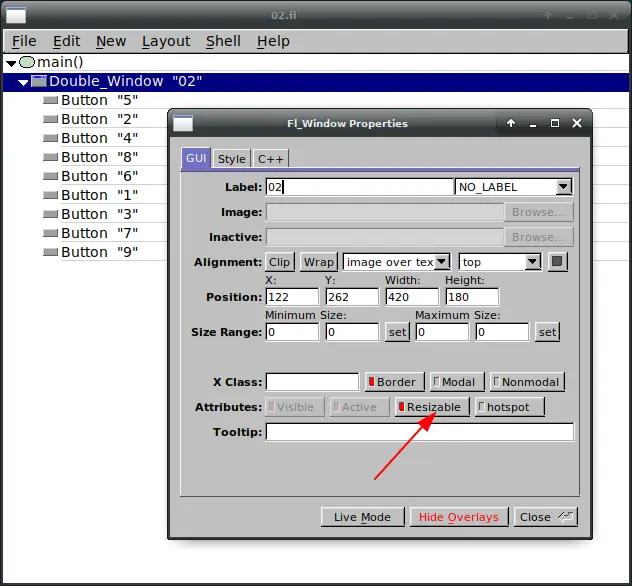 02.fl
File Edit New Layout Shell Help
main()
Double_Window "02"
Button "5"
Button "2"
Button "4"
Button "8"
Button "6"
Button "1"
Button "3"
Button "7"
Button "9"
Fl_Window Properties
GUI Style C++
Label: 02 NO_LABEL
Image: Browse...
Inactive: Browse...
Alignment: Clip Wrap image over tex top
X: Y: Width: Height:
Position: 122 262 420 180
Minimum Size: Maximum Size:
Size Range: 0 0 set 0 0 set
X Class: Border Modal Nonmodal
Attributes: Visible Active Resizable hotspot
Tooltip:
Live Mode Hide Overlays Close